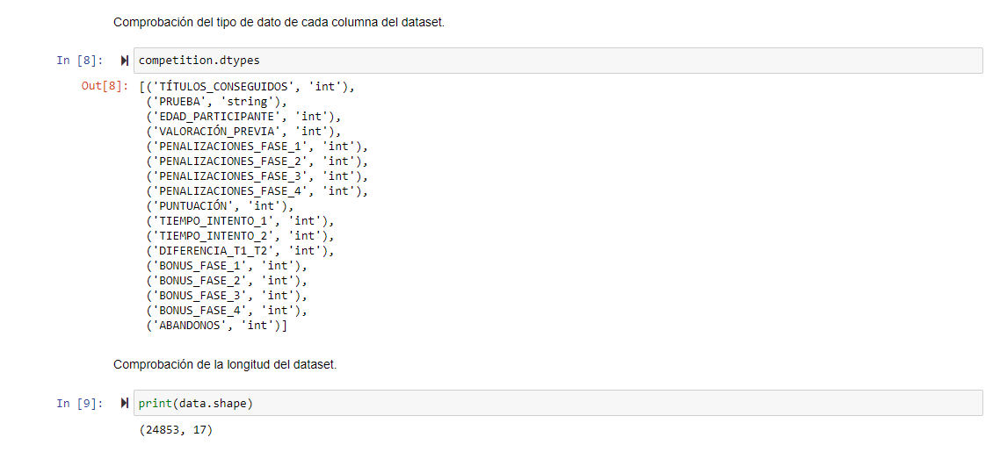 Comprobación del tipo de dato de cada columna del dataset.
In [8]: competition.dtypes
Out[8]: [('TÍTULOS_CONSEGUIDOS', 'int'),
('PRUEBA', 'string'),
('EDAD_PARTICIPANTE', 'int'),
('VALORACIÓN_PREVIA', 'int'),
('PENALIZACIONES_FASE_1', 'int'),
('PENALIZACIONES_FASE_2', 'int'),
('PENALIZACIONES_FASE_3', 'int'),
('PENALIZACIONES_FASE_4', 'int'),
('PUNTUACIÓN', 'int'),
('TIEMPO_INTENTO_1', 'int'),
('TIEMPO_INTENTO_2', 'int'),
('DIFERENCIA_T1_T2', 'int'),
('BONUS_FASE_1', 'int'),
('BONUS_FASE_2', 'int'),
('BONUS_FASE_3', 'int'),
('BONUS_FASE_4', 'int'),
('ABANDONOS', 'int')]
Comprobación de la longitud del dataset.
In [9]: print(data.shape)
(24853, 17)